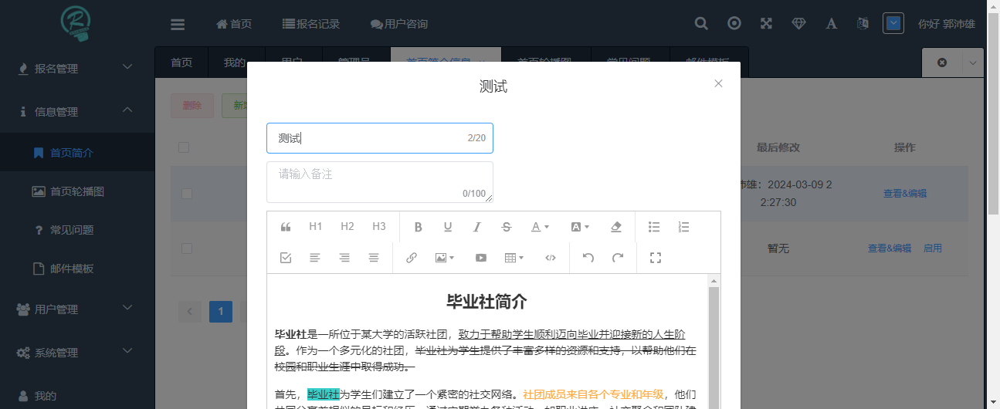 首页
报名记录
用户咨询
你好 郭沛雄
报名管理
信息管理
首页简介
首页轮播图
常见问题
邮件模板
用户管理
系统管理
我的
首页
我的
用户
管理员
首页简介信息
首页轮播图
常见问题
邮件模板
删除
新增
最后修改
操作
沛雄：2024-03-09 2
2:27:30
查看&编辑
暂无
查看&编辑 启用
1
测试
测试
2/20
请输入备注
0/100
H1 H2 H3 B U I S A A
毕业社简介
毕业社是一所位于某大学的活跃社团，致力于帮助学生顺利迈向毕业并迎接新的人生阶
段。作为一个多元化的社团，毕业社为学生提供了丰富多样的资源和支持，以帮助他们在
校园和职业生涯中取得成功。
首先，毕业社为学生们建立了一个紧密的社交网络。社团成员来自各个专业和年级，他们